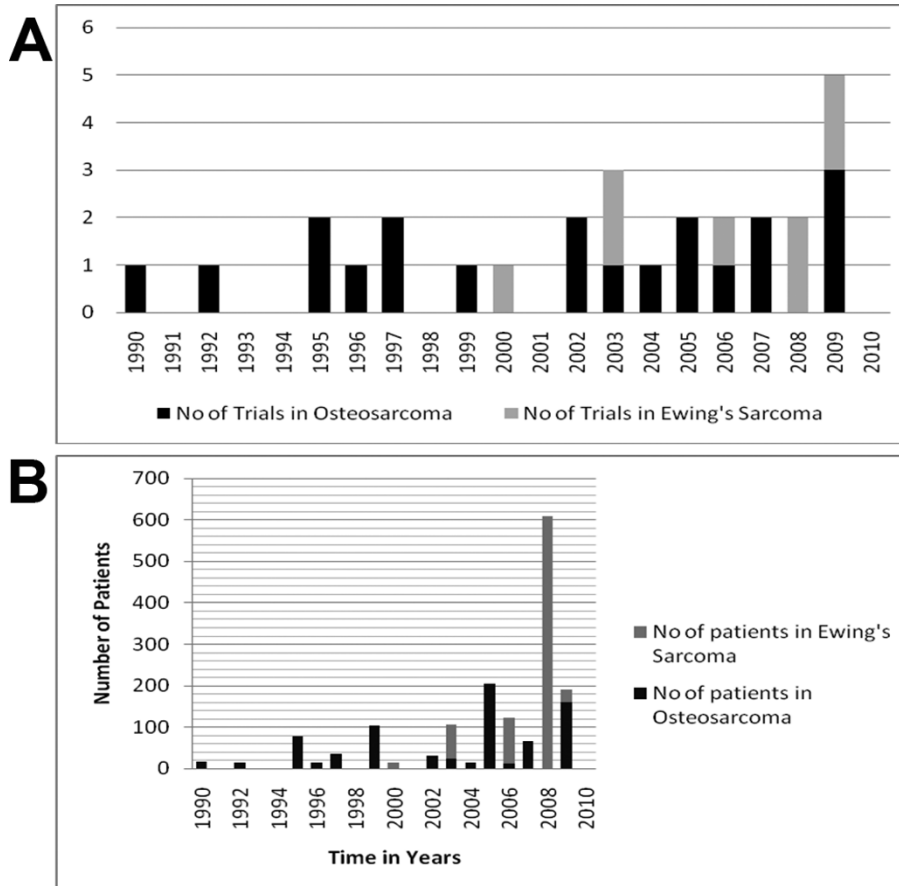 A
6
5
4
3
2
1
0
1990 1991 1992 1993 1994 1995 1996 1997 1998 1999 2000 2001 2002 2003 2004 2005 2006 2007 2008 2009 2010
No of Trials in Osteosarcoma No of Trials in Ewing's Sarcoma
B
Number of Patients
700
600
500
400
300
200
100
0
1990 1992 1994 1996 1998 2000 2002 2004 2006 2008 2010
Time in Years
No of patients in Ewing's
Sarcoma
No of patients in
Osteosarcoma